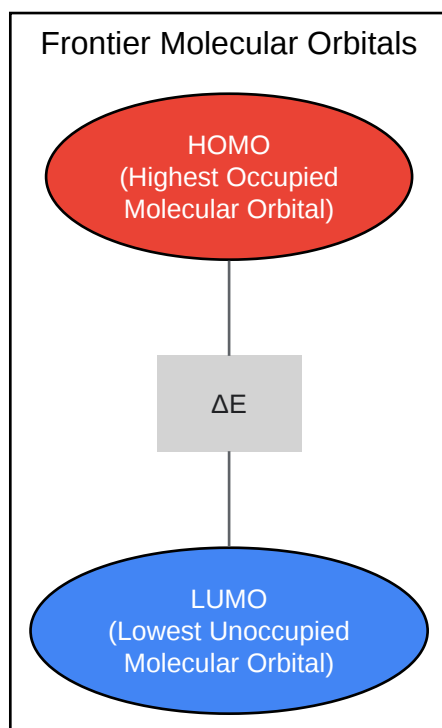 Frontier Molecular Orbitals
HOMO
(Highest Occupied
Molecular Orbital)
ΔE
LUMO
(Lowest Unoccupied
Molecular Orbital)